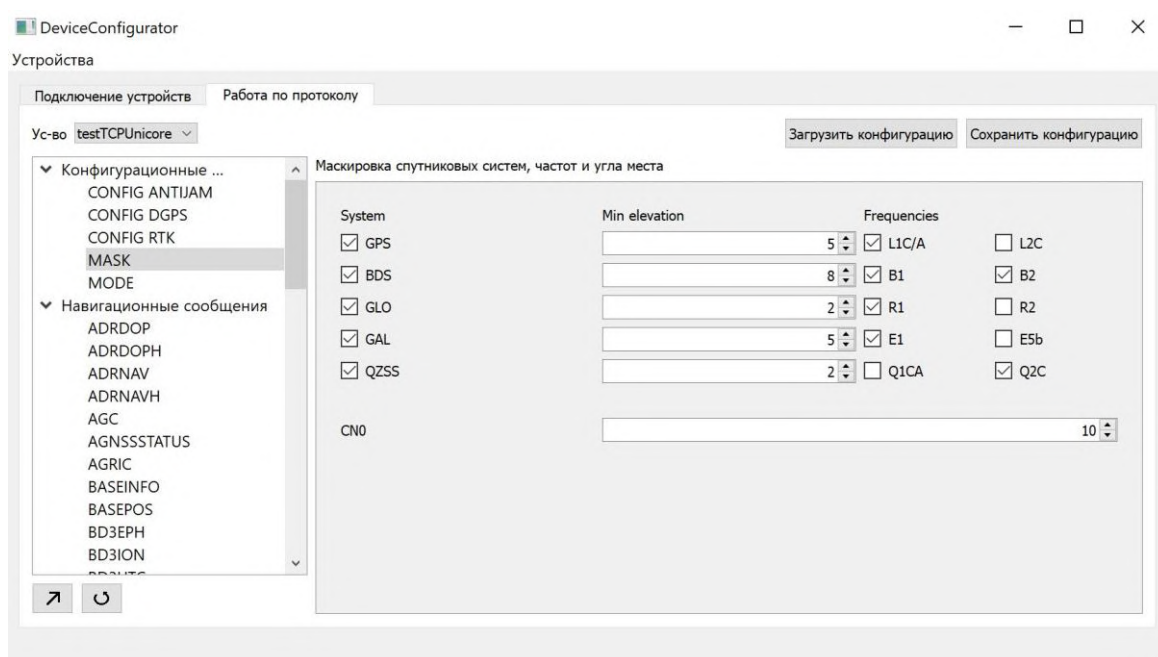 DeviceConfigurator
Устройства
Подключение устройств Работа по протоколу
Ус-во testTCPUnicore Загрузить конфигурацию Сохранить конфигурацию
Конфигурационные ...
CONFIG ANTIJAM
CONFIG DGPS
CONFIG RTK
MASK
MODE
Навигационные сообщения
ADRDOP
ADRDOPH
ADRNAV
ADRNAVH
AGC
AGNSSSTATUS
AGRIC
BASEINFO
BASEPOS
BD3EPH
BD3ION
Маскировка спутниковых систем, частот и угла места
System Min elevation Frequencies
GPS 5 L1C/A L2C
BDS 8 B1 B2
GLO 2 R1 R2
GAL 5 E1 E5b
QZSS 2 Q1CA Q2C
CN0 10